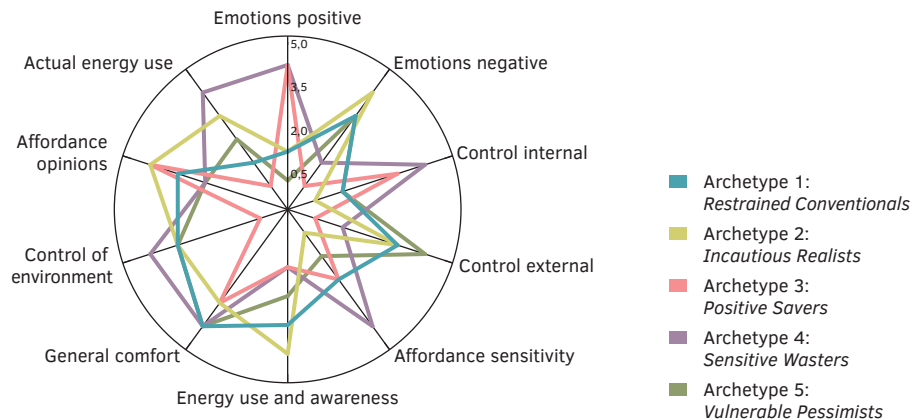 Emotions positive
5,0
Actual energy use
Emotions negative
3,5
2,0
Affordance
opinions
Control internal
0,5
Archetype 1:
Restrained Conventionals
Archetype 2:
Incautious Realists
Control of
environment
Control external
Archetype 3:
Positive Savers
Archetype 4:
Sensitive Wasters
General comfort
Affordance sensitivity
Energy use and awareness
Archetype 5:
Vulnerable Pessimists